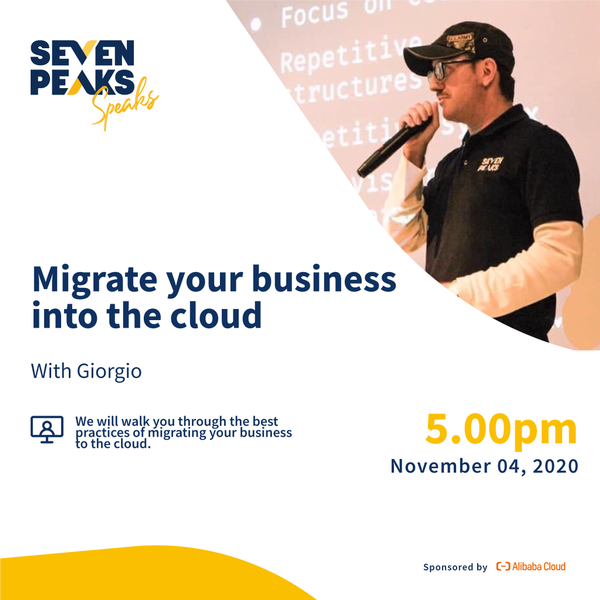 SEVEN
PEAKS
Speaks
Focus on
Repetitive
structures
SEVEN
PEAKS
Migrate your business
into the cloud
With Giorgio
We will walk you through the best
practices of migrating your business
to the cloud.
5.00pm
November 04, 2020
Sponsored by Alibaba Cloud